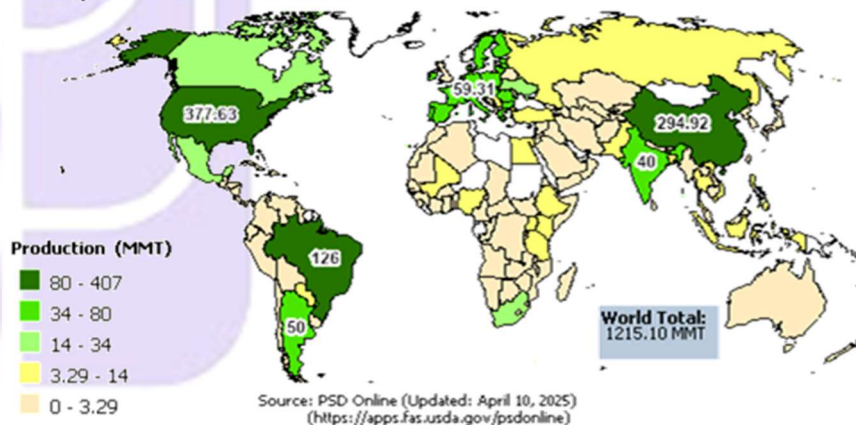 377.63
59.31
294.92
40
126
50
Production (MMT)
80 - 407
34 - 80
14 - 34
3.29 - 14
0 - 3.29
World Total:
1215.10 MMT
Source: PSD Online (Updated: April 10, 2025)
(https://apps.fas.usda.gov/psdonline)